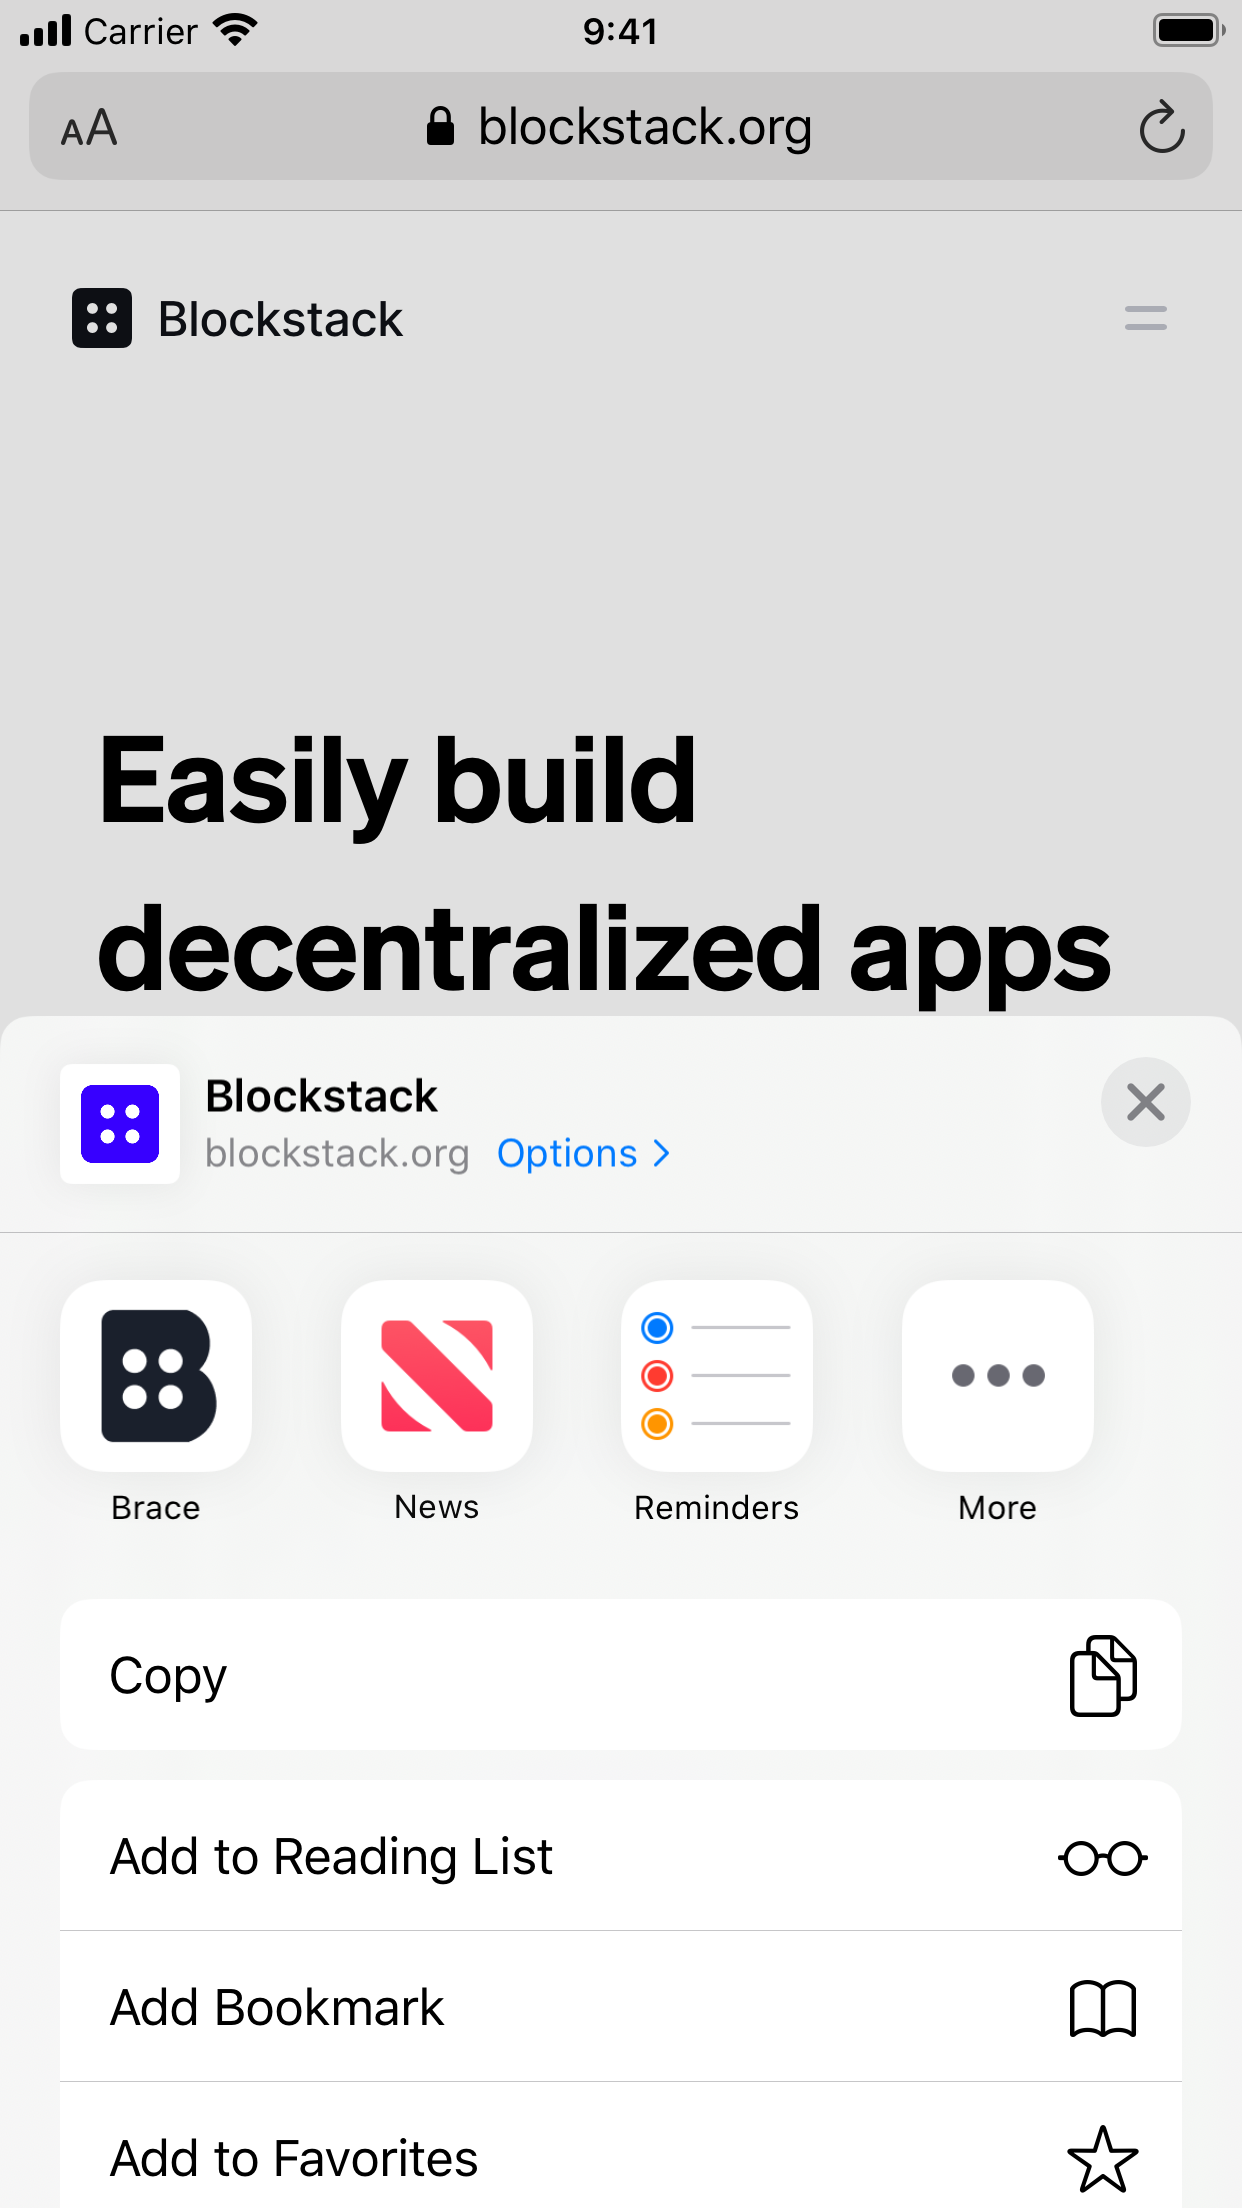 Carrier
9:41
AA
blockstack.org
Blockstack
Easily build
decentralized apps
Blockstack
blockstack.org Options
Brace
News
Reminders
More
Copy
Add to Reading List
Add Bookmark
Add to Favorites